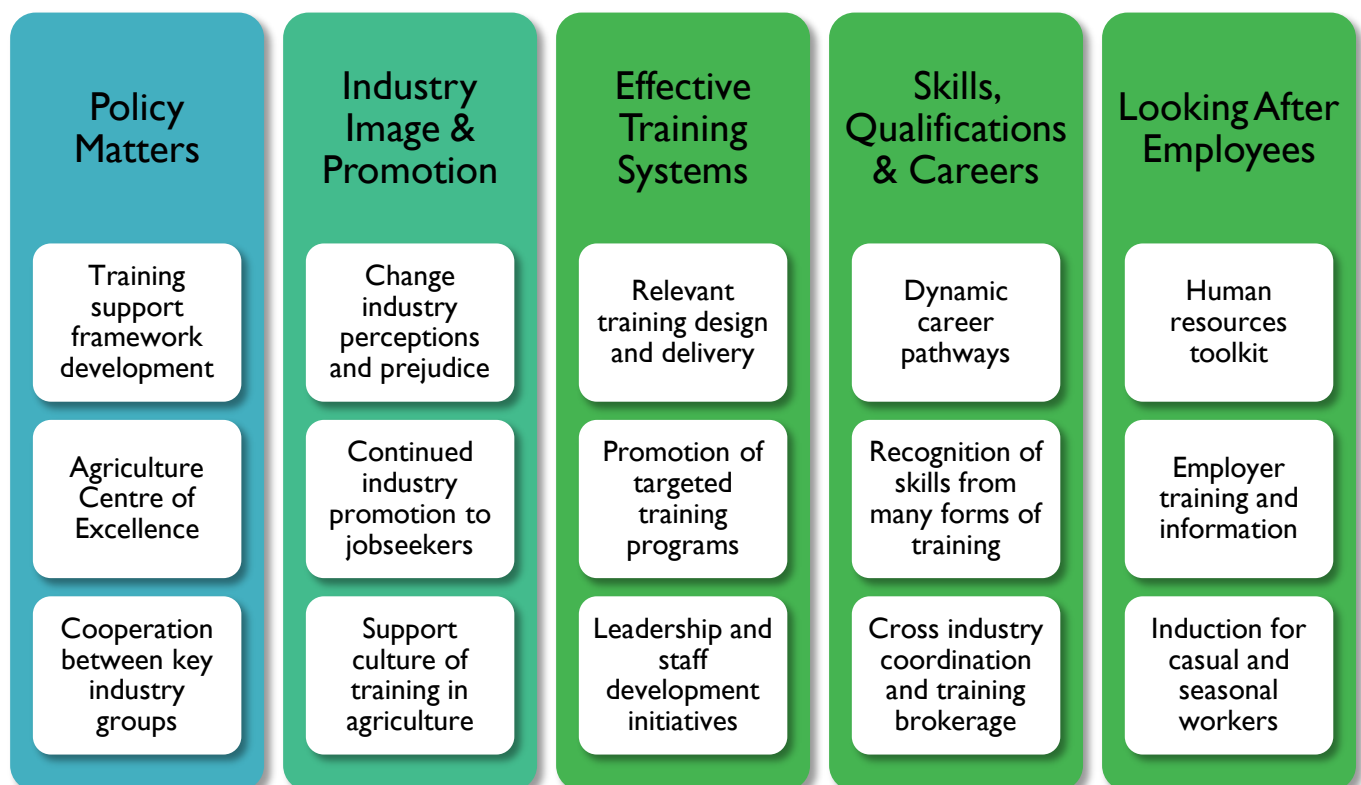 Policy
Matters
Training
support
framework
development
Agriculture
Centre of
Excellence
Cooperation
between key
industry
groups
Industry
Image &
Promotion
Change
industry
perceptions
and prejudice
Continued
industry
promotion to
jobseekers
Support
culture of
training in
agriculture
Effective
Training
Systems
Relevant
training design
and delivery
Promotion of
targeted
training
programs
Leadership and
staff
development
initiatives
Skills,
Qualifications
& Careers
Dynamic
career
pathways
Recognition of
skills from
many forms of
training
Cross industry
coordination
and training
brokerage
Looking After
Employees
Human
resources
toolkit
Employer
training and
information
Induction for
casual and
seasonal
workers